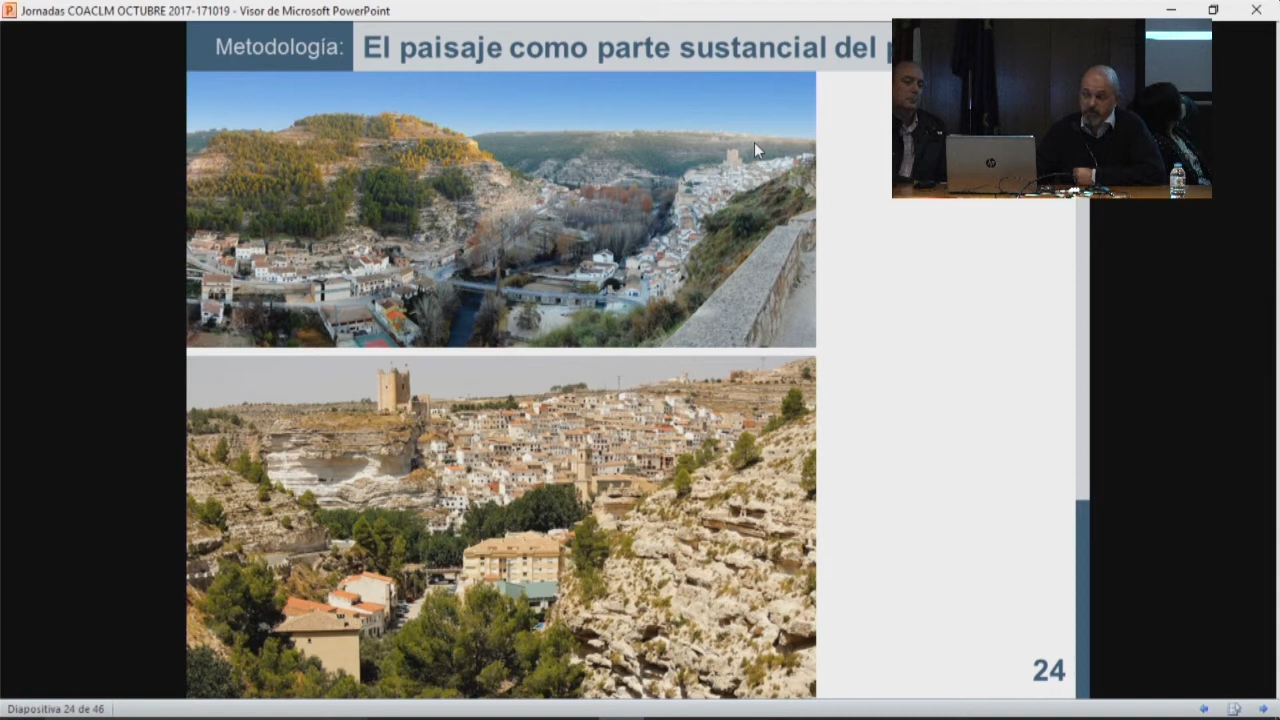 Jornadas COACLM OCTUBRE 2017-171019 - Visor de Microsoft PowerPoint
Metodología: El paisaje como parte sustancial del
hp
24
Diapositiva 24 de 46